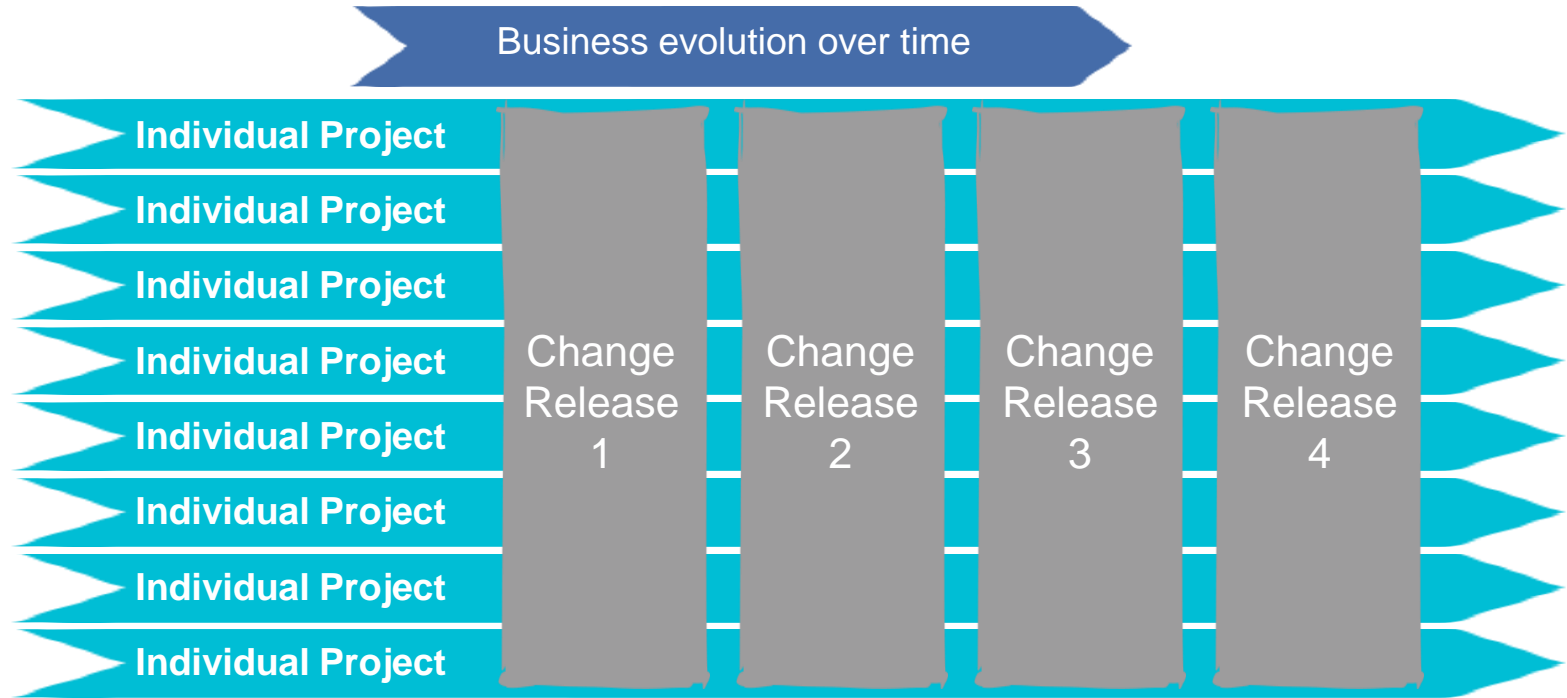 Business evolution over time
Individual Project
Individual Project
Individual Project
Individual Project
Individual Project
Individual Project
Individual Project
Individual Project
Change
Release
1
Change
Release
2
Change
Release
3
Change
Release
4